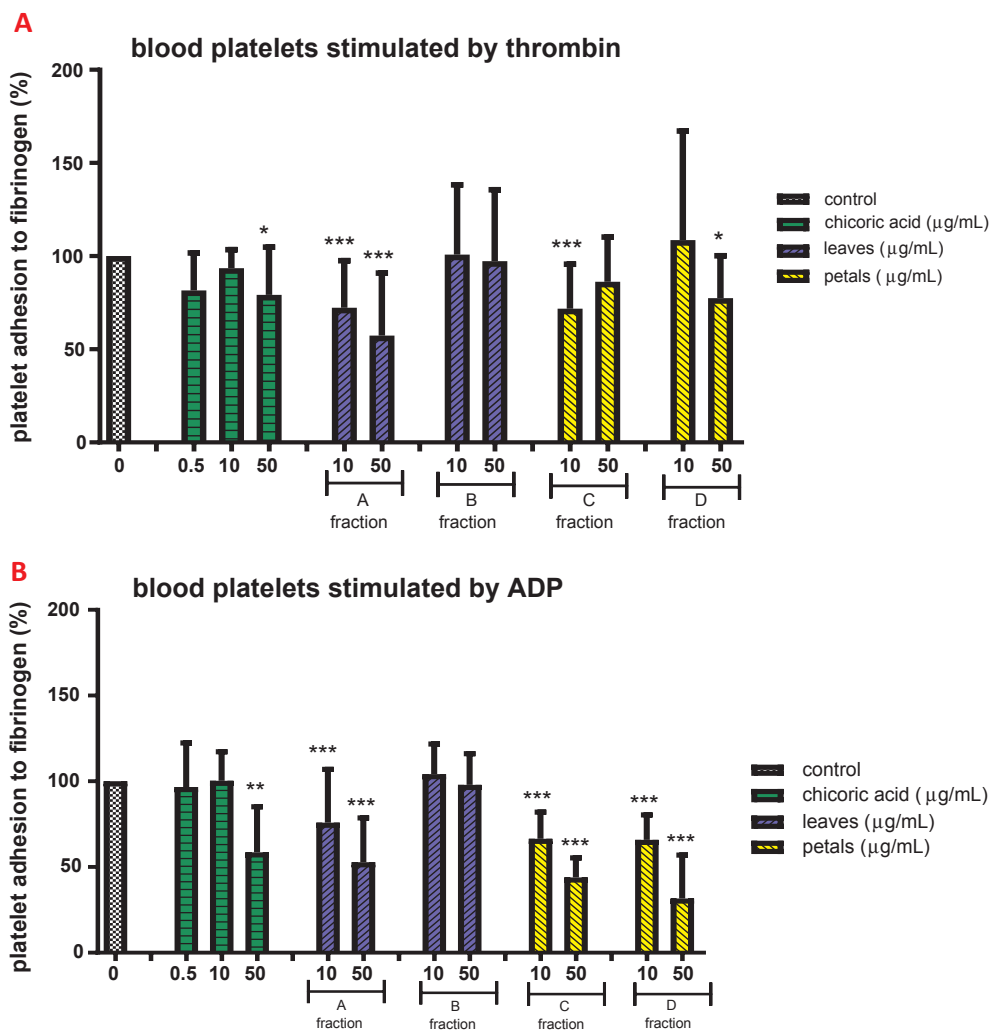 A
blood platelets stimulated by thrombin
platelet adhesion to fibrinogen (%)
200
150
100
50
0
*
***
***
***
*
0
0.5
10
50
10
50
10
50
10
50
10
50
A
B
C
D
fraction
fraction
fraction
fraction
control
chicoric acid (μg/mL)
leaves (μg/mL)
petals (μg/mL)
B
blood platelets stimulated by ADP
platelet adhesion to fibrinogen (%)
200
150
100
50
0
**
***
***
***
***
***
***
0
0.5
10
50
10
50
10
50
10
50
10
50
A
B
C
D
fraction
fraction
fraction
fraction
control
chicoric acid (μg/mL)
leaves (μg/mL)
petals (μg/mL)